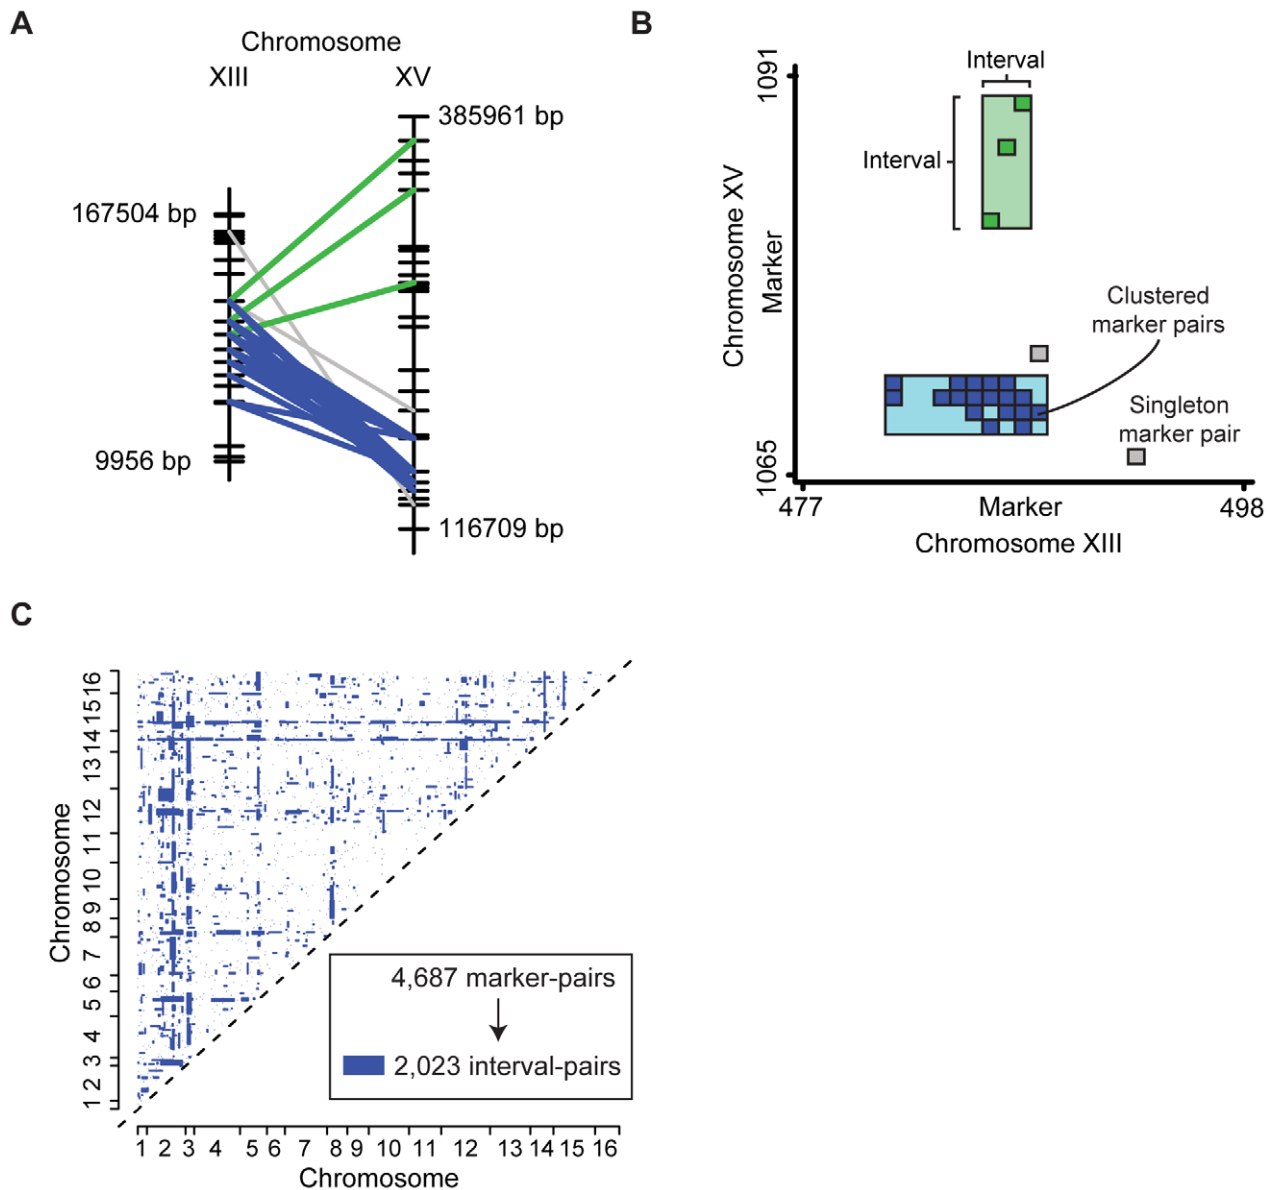 A
Chromosome
XIII
XV
385961 bp
167504 bp
9956 bp
116709 bp
B
Interval
Interval
1091
1065
Chromosome XV
Marker
Clustered
marker pairs
Singleton
marker pair
477
Marker
498
Chromosome XIII
C
Chromosome
1 2 3 4 5 6 7 8 9 10 11 12 13 14 15 16
4,687 marker-pairs
2,023 interval-pairs
1 2 3 4 5 6 7 8 9 10 11 12 13 14 15 16
Chromosome